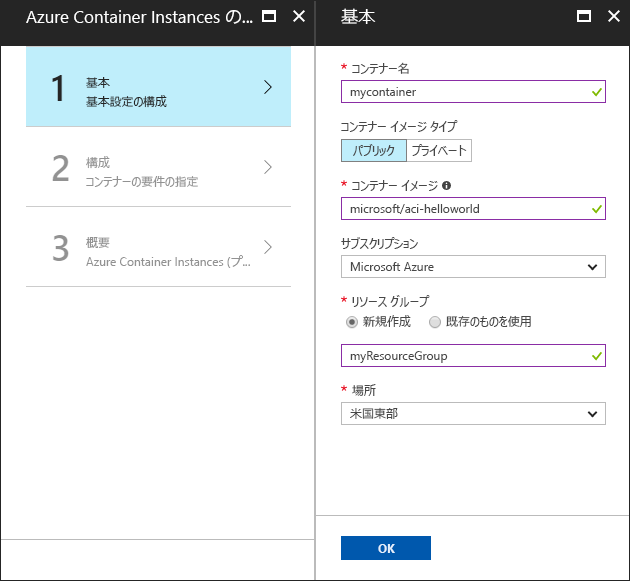 Azure Container Instances の...
1
基本
基本設定の構成
2
構成
コンテナーの要件の指定
3
概要
Azure Container Instances (プ...
基本
* コンテナー名
mycontainer
コンテナー イメージ タイプ
パブリック プライベート
* コンテナー イメージ
microsoft/aci-helloworld
サブスクリプション
Microsoft Azure
* リソース グループ
新規作成 既存のものを使用
myResourceGroup
* 場所
米国東部
OK